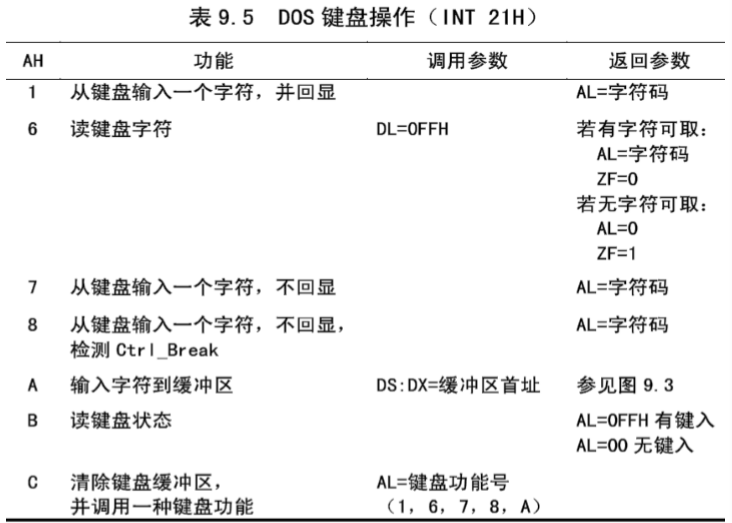 表 9.5 DOS 键盘操作（INT 21H）
AH 功能 调用参数 返回参数
1 从键盘输入一个字符，并回显 AL=字符码
6 读键盘字符 DL=0FFH 若有字符可取：
AL=字符码
ZF=0
若无字符可取：
AL=0
ZF=1
7 从键盘输入一个字符，不回显 AL=字符码
8 从键盘输入一个字符，不回显， AL=字符码
检测 Ctrl_Break
A 输入字符到缓冲区 DS:DX=缓冲区首址 参见图 9.3
B 读键盘状态 AL=0FFH 有键入
AL=00 无键入
C 清除键盘缓冲区， AL=键盘功能号
并调用一种键盘功能 （1，6，7，8，A）